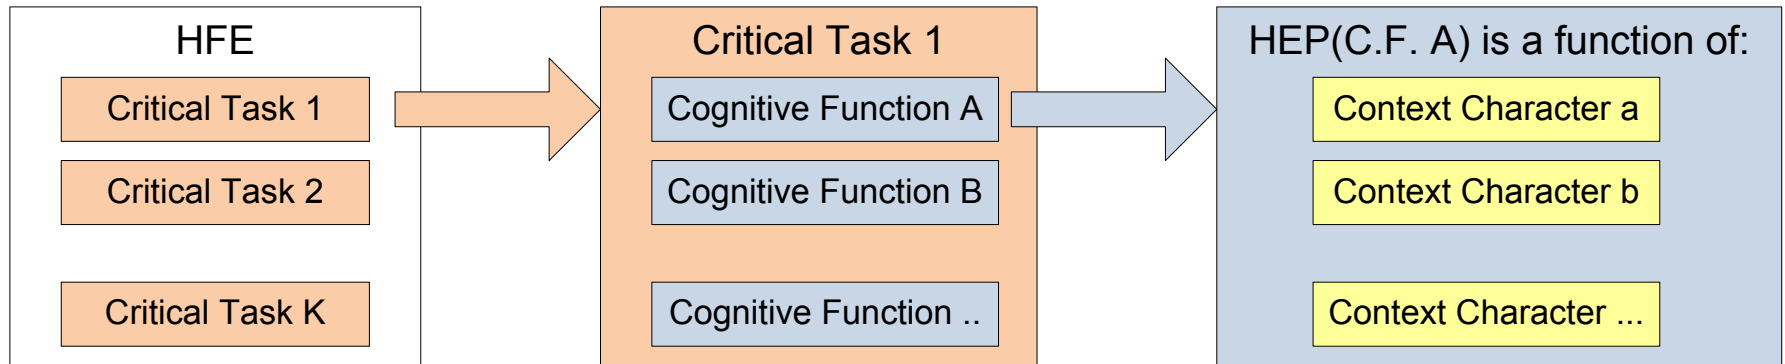 HFE
Critical Task 1
Critical Task 2
Critical Task K
Critical Task 1
Cognitive Function A
Cognitive Function B
Cognitive Function ..
HEP(C.F. A) is a function of:
Context Character a
Context Character b
Context Character ...